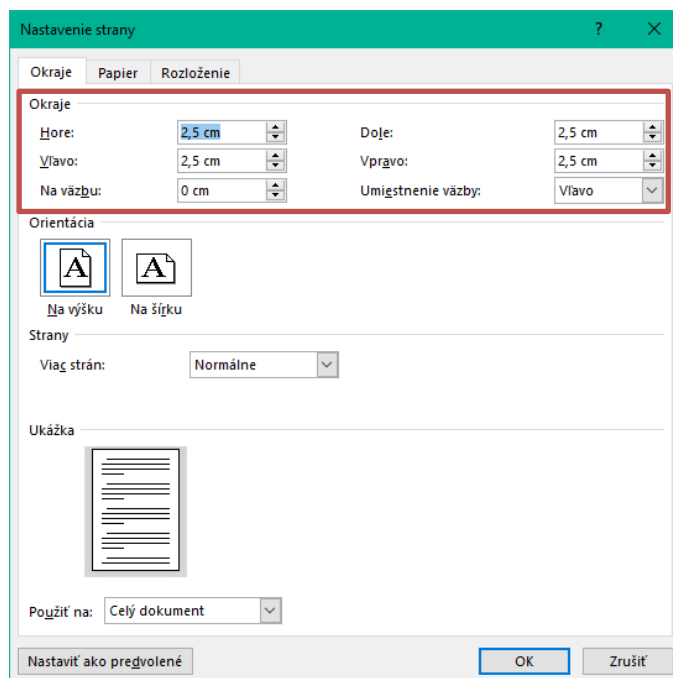 Nastavenie strany ? ×
Okraje Papier Rozloženie
Okraje
Hore: 2,5 cm Dole: 2,5 cm
Vľavo: 2,5 cm Vpravo: 2,5 cm
Na väzbu: 0 cm Umiestnenie väzby: Vľavo
Orientácia
A A
Na výšku Na šírku
Strany
Viac strán: Normálne
Ukážka
Použiť na: Celý dokument
Nastaviť ako predvolené OK Zrušiť